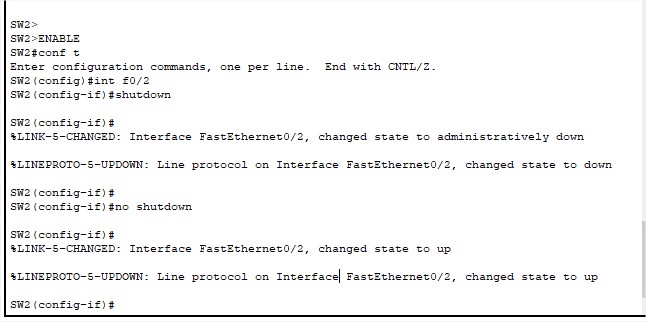 SW2>
SW2>ENABLE
SW2#conf t
Enter configuration commands, one per line.  End with CNTL/Z.
SW2(config)#int f0/2
SW2(config-if)#shutdown
SW2(config-if)#
%LINK-5-CHANGED: Interface FastEthernet0/2, changed state to administratively down
%LINEPROTO-5-UPDOWN: Line protocol on Interface FastEthernet0/2, changed state to down
SW2(config-if)#
SW2(config-if)#no shutdown
SW2(config-if)#
%LINK-5-CHANGED: Interface FastEthernet0/2, changed state to up
%LINEPROTO-5-UPDOWN: Line protocol on Interface FastEthernet0/2, changed state to up
SW2(config-if)#